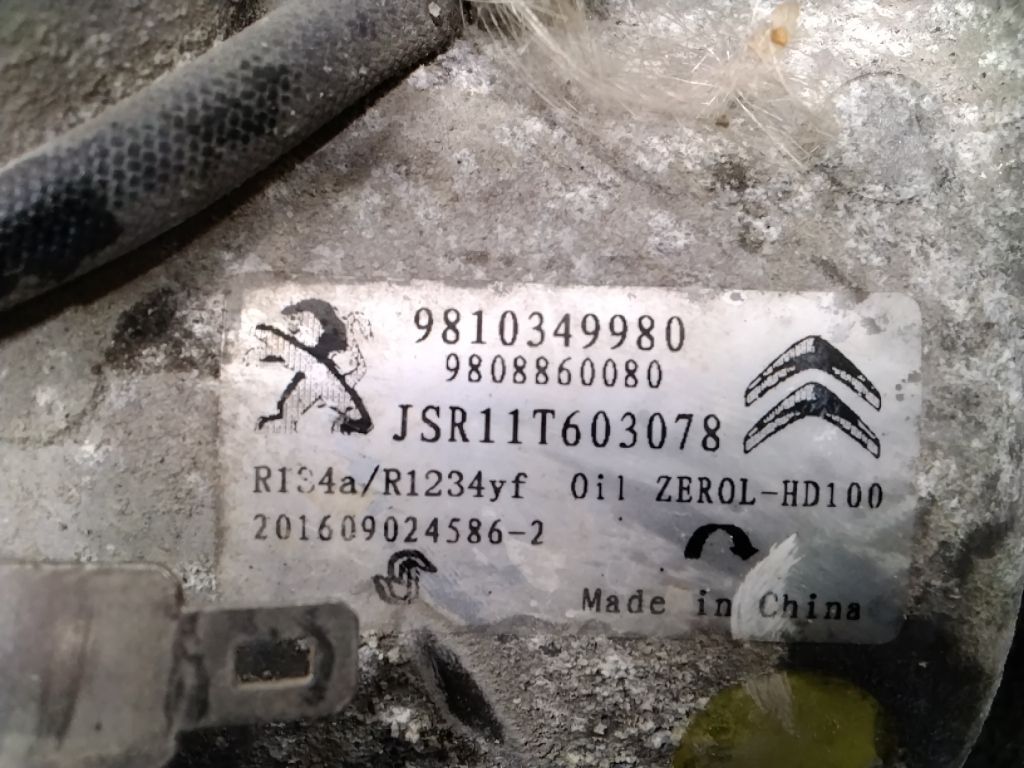 9810349980
9808860080
JSR11T603078
R134a/R1234yf Oil ZEROL-HD100
201609024586-2
Made in China